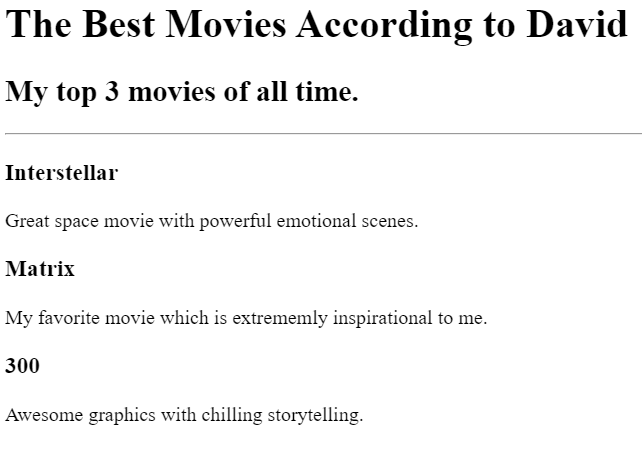 The Best Movies According to David
My top 3 movies of all time.
Interstellar
Great space movie with powerful emotional scenes.
Matrix
My favorite movie which is extrememly inspirational to me.
300
Awesome graphics with chilling storytelling.